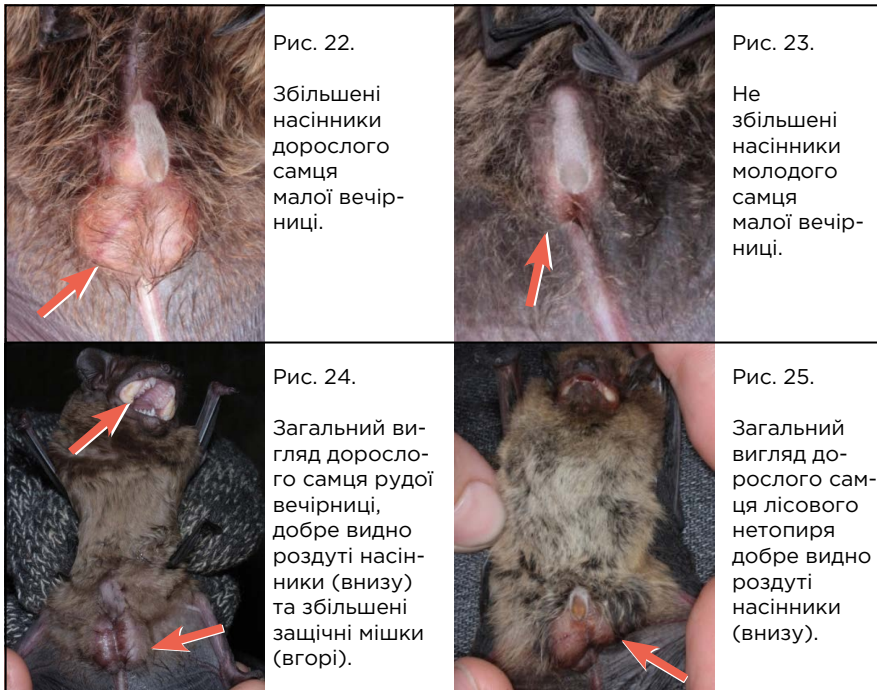 Рис. 22.
Збільшені
насінники
дорослого
самця
малої вечір-
ниці.
Рис. 23.
Не
збільшені
насінники
молодого
самця
малої вечір-
ниці.
Рис. 24.
Загальний ви-
гляд доросло-
го самця рудої
вечірниці,
добре видно
роздуті насін-
ники (внизу)
та збільшені
защічні мішки
(вгорі).
Рис. 25.
Загальний
вигляд до-
рослого сам-
ця лісового
нетопиря
добре видно
роздуті
насінники
(внизу).